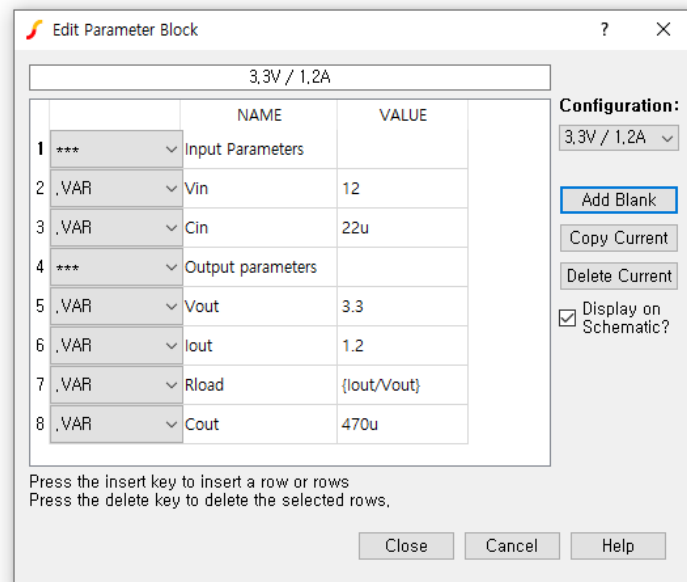 Edit Parameter Block
?
3,3V / 1,2A
NAME VALUE
1 *** Input Parameters
2 ,VAR Vin 12
3 ,VAR Cin 22u
4 *** Output parameters
5 ,VAR Vout 3.3
6 ,VAR Iout 1.2
7 ,VAR Rload {Iout/Vout}
8 ,VAR Cout 470u
Configuration:
3,3V / 1,2A
Add Blank
Copy Current
Delete Current
Display on
Schematic?
Press the insert key to insert a row or rows
Press the delete key to delete the selected rows,
Close Cancel Help